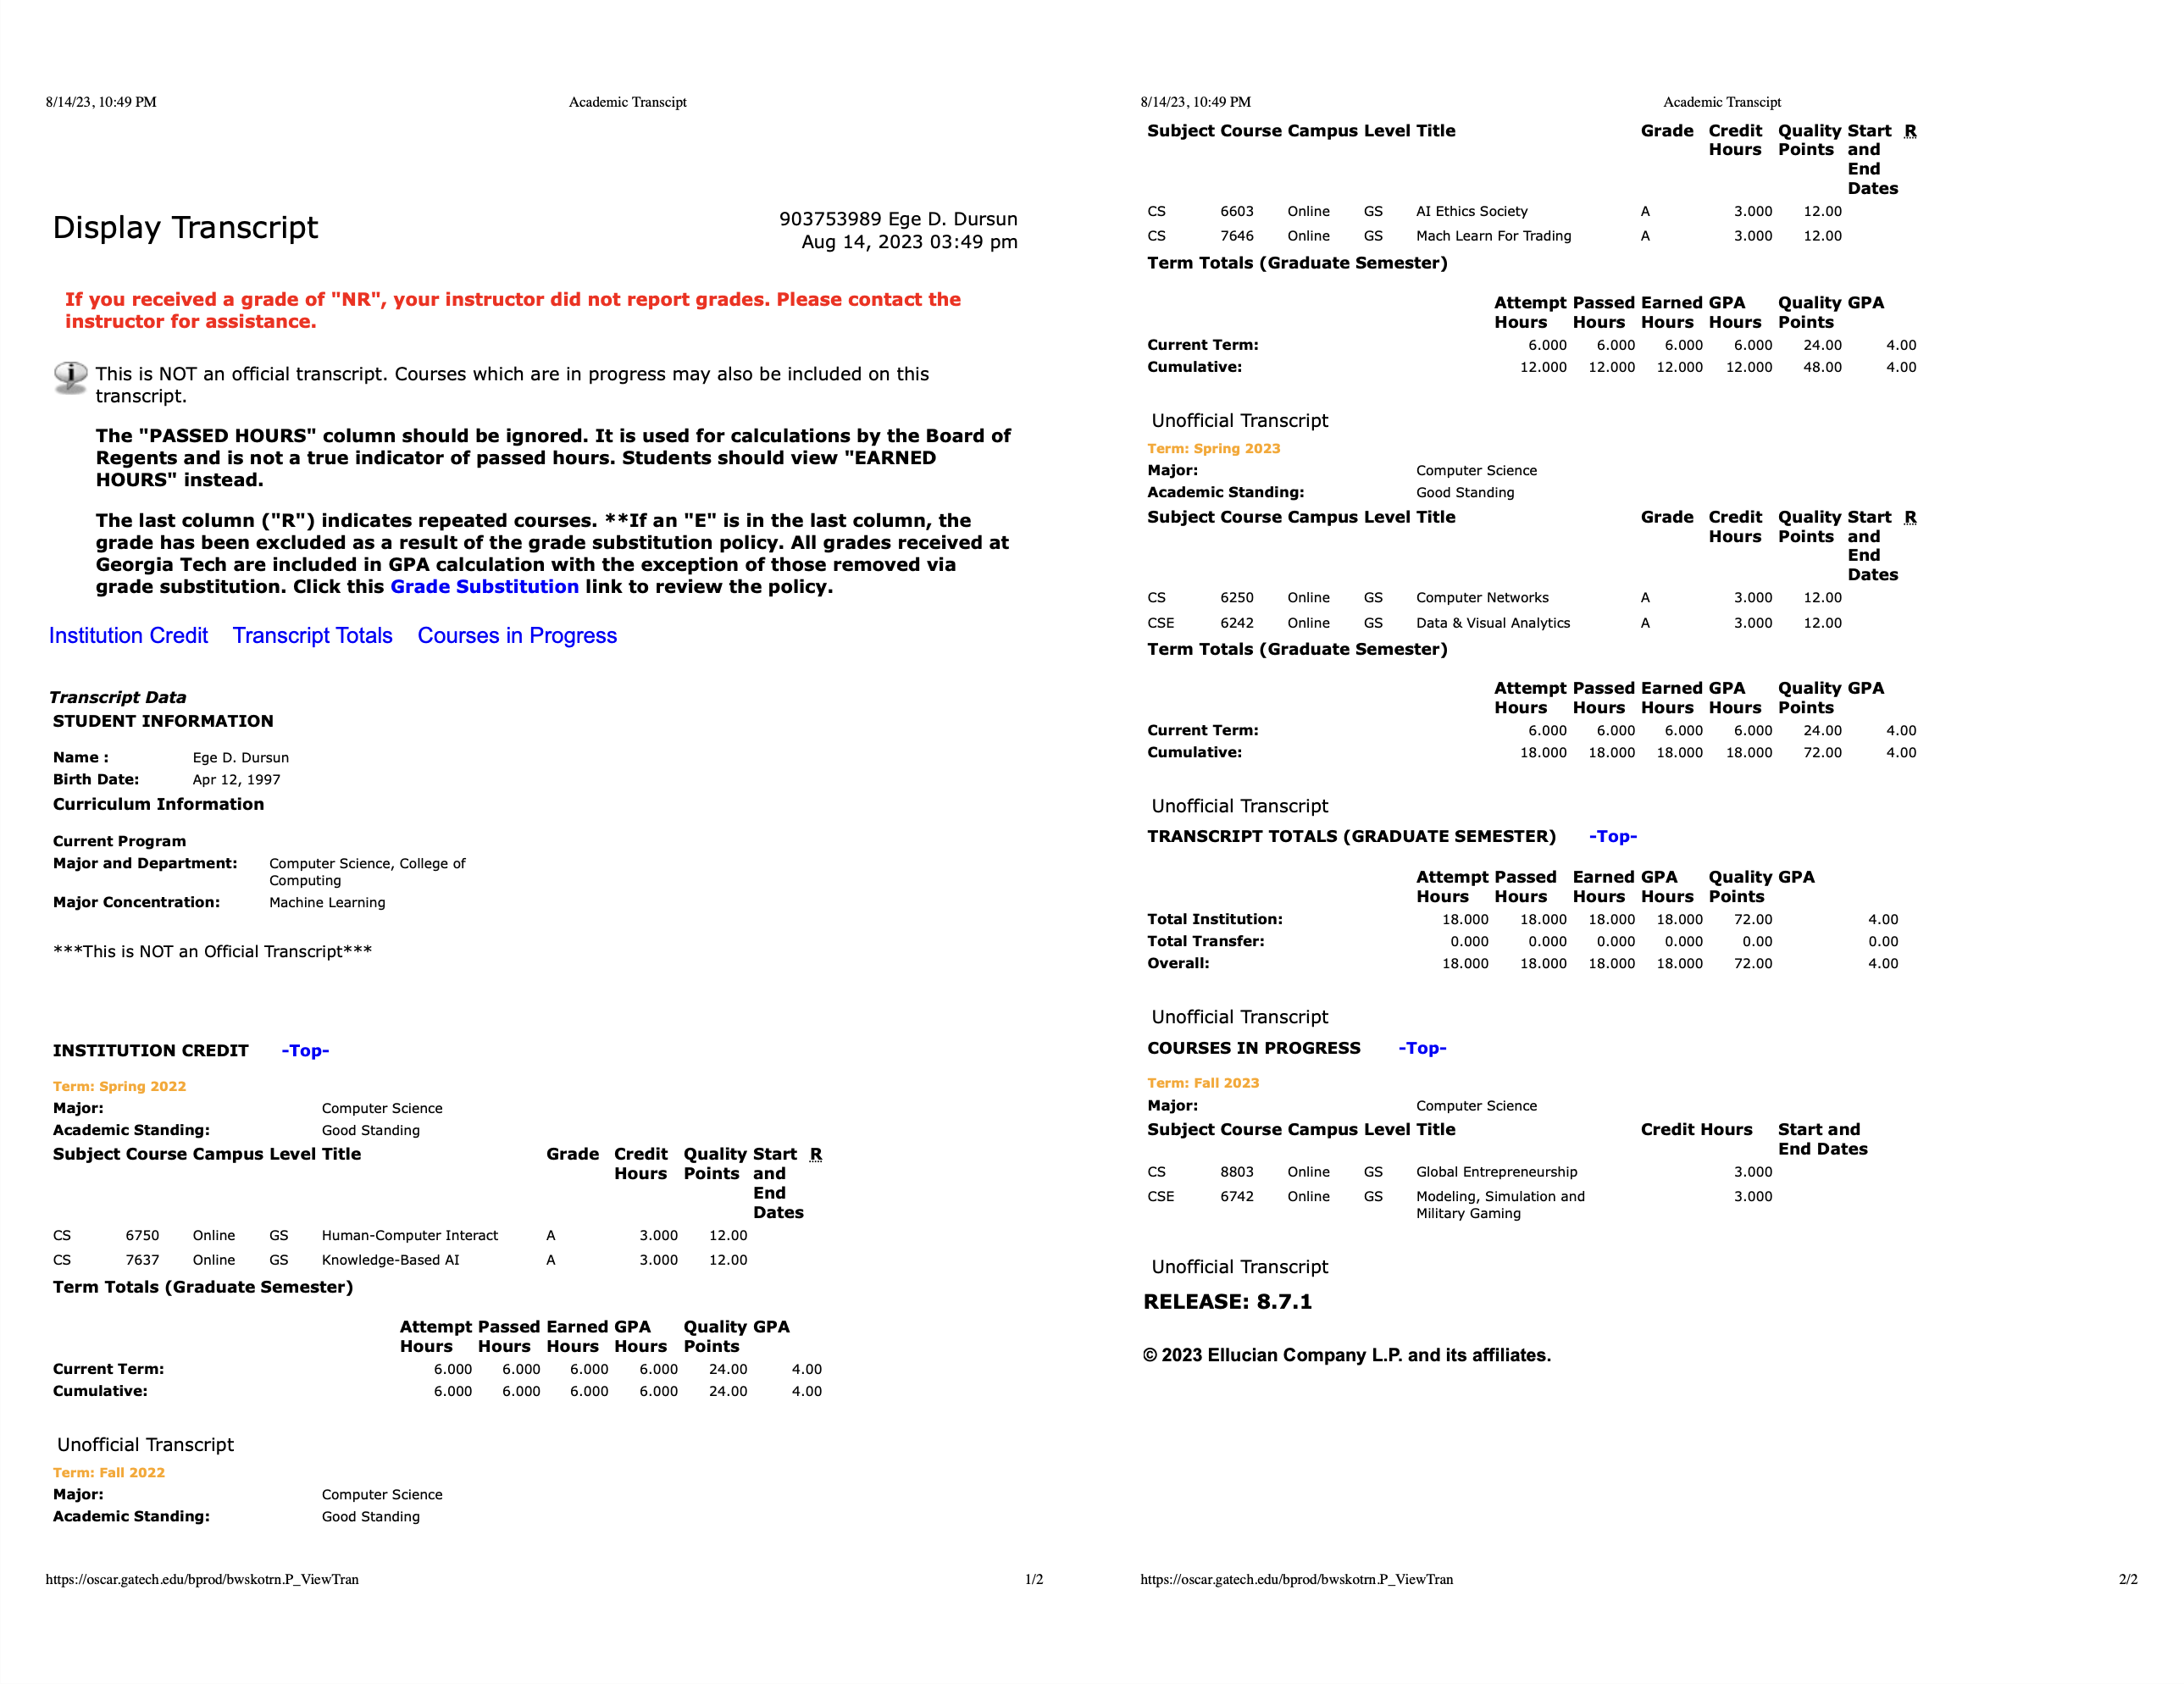 8/14/23, 10:49 PM Academic Transcipt
Display Transcript
903753989 Ege D. Dursun
Aug 14, 2023 03:49 pm
If you received a grade of "NR", your instructor did not report grades. Please contact the
instructor for assistance.
This is NOT an official transcript. Courses which are in progress may also be included on this
transcript.
The "PASSED HOURS" column should be ignored. It is used for calculations by the Board of
Regents and is not a true indicator of passed hours. Students should view "EARNED
HOURS" instead.
The last column ("R") indicates repeated courses. **If an "E" is in the last column, the
grade has been excluded as a result of the grade substitution policy. All grades received at
Georgia Tech are included in GPA calculation with the exception of those removed via
grade substitution. Click this Grade Substitution link to review the policy.
Institution Credit Transcript Totals Courses in Progress
Transcript Data
STUDENT INFORMATION
Name : Ege D. Dursun
Birth Date: Apr 12, 1997
Curriculum Information
Current Program
Major and Department: Computer Science, College of
Computing
Major Concentration: Machine Learning
***This is NOT an Official Transcript***
INSTITUTION CREDIT -Top-
Term: Spring 2022
Major: Computer Science
Academic Standing: Good Standing
Subject Course Campus Level Title Grade Credit Quality Start R
Hours Points and
End
Dates
CS 6750 Online GS Human-Computer Interact A 3.000 12.00
CS 7637 Online GS Knowledge-Based AI A 3.000 12.00
Term Totals (Graduate Semester)
Attempt Passed Earned GPA Quality GPA
Hours Hours Hours Hours Points
Current Term: 6.000 6.000 6.000 6.000 24.00 4.00
Cumulative: 6.000 6.000 6.000 6.000 24.00 4.00
Unofficial Transcript
Term: Fall 2022
Major: Computer Science
Academic Standing: Good Standing
https://oscar.gatech.edu/bprod/bwskotrn.P_ViewTran 1/2
8/14/23, 10:49 PM Academic Transcipt
Subject Course Campus Level Title Grade Credit Quality Start R
Hours Points and
End
Dates
CS 6603 Online GS AI Ethics Society A 3.000 12.00
CS 7646 Online GS Mach Learn For Trading A 3.000 12.00
Term Totals (Graduate Semester)
Attempt Passed Earned GPA Quality GPA
Hours Hours Hours Hours Points
Current Term: 6.000 6.000 6.000 6.000 24.00 4.00
Cumulative: 12.000 12.000 12.000 12.000 48.00 4.00
Unofficial Transcript
Term: Spring 2023
Major: Computer Science
Academic Standing: Good Standing
Subject Course Campus Level Title Grade Credit Quality Start R
Hours Points and
End
Dates
CS 6250 Online GS Computer Networks A 3.000 12.00
CSE 6242 Online GS Data & Visual Analytics A 3.000 12.00
Term Totals (Graduate Semester)
Attempt Passed Earned GPA Quality GPA
Hours Hours Hours Hours Points
Current Term: 6.000 6.000 6.000 6.000 24.00 4.00
Cumulative: 18.000 18.000 18.000 18.000 72.00 4.00
Unofficial Transcript
TRANSCRIPT TOTALS (GRADUATE SEMESTER) -Top-
Attempt Passed Earned GPA Quality GPA
Hours Hours Hours Hours Points
Total Institution: 18.000 18.000 18.000 18.000 72.00 4.00
Total Transfer: 0.000 0.000 0.000 0.000 0.00 0.00
Overall: 18.000 18.000 18.000 18.000 72.00 4.00
Unofficial Transcript
COURSES IN PROGRESS -Top-
Term: Fall 2023
Major: Computer Science
Subject Course Campus Level Title Credit Hours Start and
End Dates
CS 8803 Online GS Global Entrepreneurship 3.000
CSE 6742 Online GS Modeling, Simulation and 3.000
Military Gaming
Unofficial Transcript
RELEASE: 8.7.1
© 2023 Ellucian Company L.P. and its affiliates.
https://oscar.gatech.edu/bprod/bwskotrn.P_ViewTran 2/2